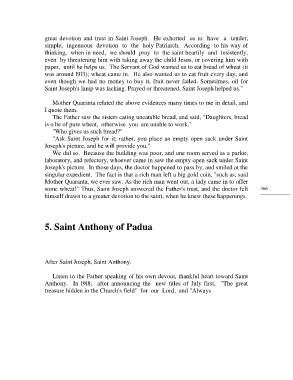 great devotion and trust in Saint Joseph. He exhorted us to have a tender,
simple, ingenuous devotion to the holy Patriarch. According to his way of
thinking, when in need, we should pray to the saint heartily and insistently,
even by threatening him with taking away the child Jesus, or covering him with
paper, until he helps us. The Servant of God wanted us to eat bread of wheat (it
was around 1915); wheat came in. He also wanted us to eat fruit every day, and
even though we had no money to buy it, fruit never failed. Sometimes, oil for
Saint Joseph's lamp was lacking. Prayed or threatened, Saint Joseph helped us."
Mother Quaranta related the above evidences many times to me in detail, and
I quote them.
The Father saw the sisters eating uneatable bread, and said, "Daughters, bread
is to be of pure wheat, otherwise you are unable to work."
"Who gives us such bread?"
"Ask Saint Joseph for it; rather, you place an empty open sack under Saint
Joseph's picture, and he will provide you."
We did so. Because the building was poor, and one room served as a parlor,
laboratory, and refectory, whoever came in saw the empty open sack under Saint
Joseph picture. In those days, the doctor happened to pass by, and smiled at the
singular expedient. The fact is that a rich man left a big gold coin, "such as, said
Mother Quaranta, we ever saw. As the rich man went out, a lady came in to offer
some wheat!" Thus, Saint Joseph answered the Father's trust, and the doctor felt
himself drawn to a greater devotion to the saint, when he knew these happenings.
366
5. Saint Anthony of Padua
After Saint Joseph, Saint Anthony.
Listen to the Father speaking of his own devout, thankful heart toward Saint
Anthony. In 1918, after announcing the new titles of July first, "The great
treasure hidden in the Church's field" for our Lord, and "Always